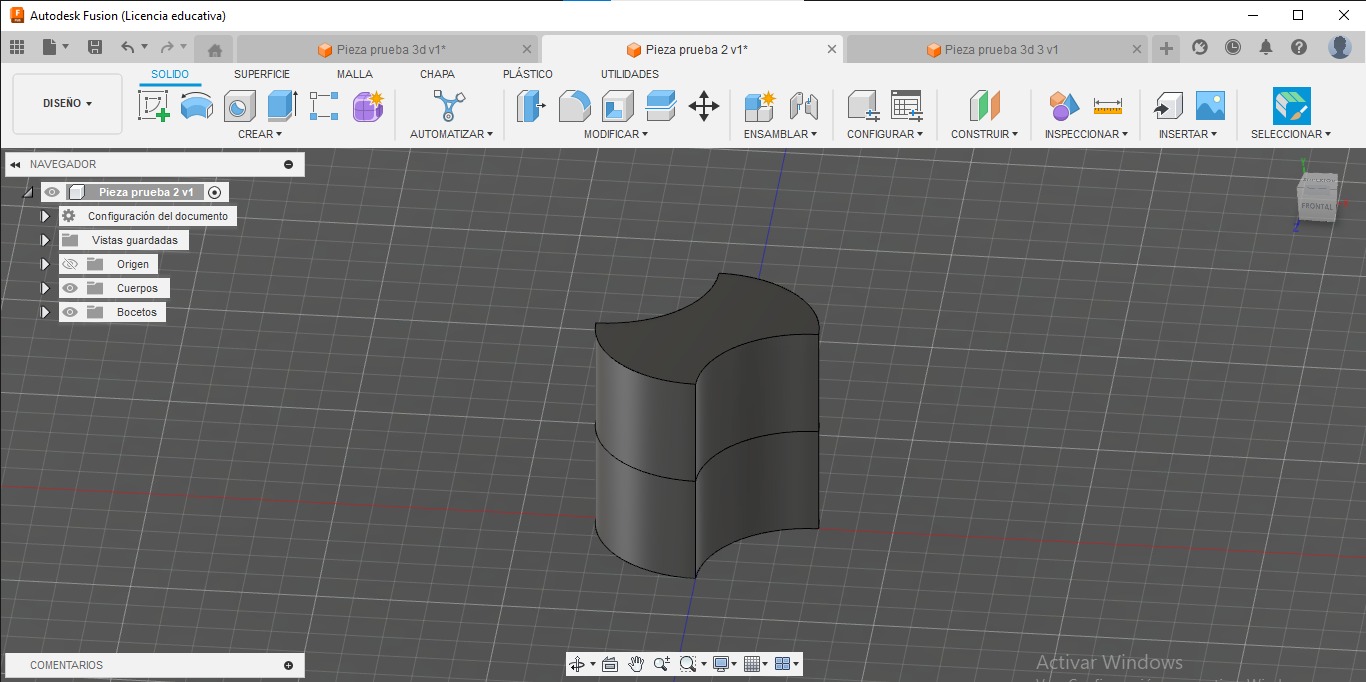 Autodesk Fusion (Licencia educativa)
Pieza prueba 3d v1*
Pieza prueba 2 v1*
Pieza prueba 3d 3 v1
SOLIDO
SUPERFICIE
MALLA
CHAPA
PLÁSTICO
UTILIDADES
DISEÑO
CREAR
AUTOMATIZAR
MODIFICAR
ENSAMBLAR
CONFIGURAR
CONSTRUIR
INSPECCIONAR
INSERTAR
SELECCIONAR
NAVEGADOR
Pieza prueba 2 v1
Configuración del documento
Vistas guardadas
Origen
Cuerpos
Bocetos
Y
FRONTAL
Z
COMENTARIOS
Activar Windows